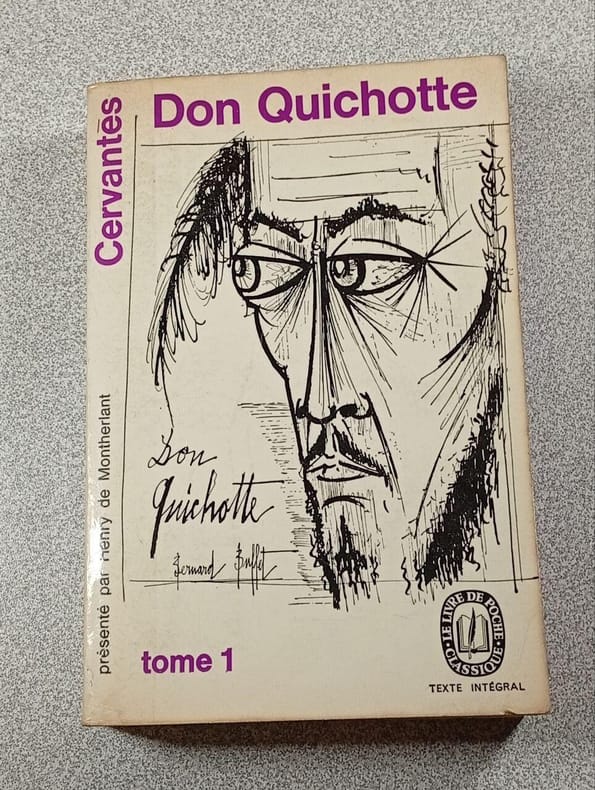 Don Quichotte
Cervantès
présenté par Henry de Montherlant
Don
Quichotte
Bernard Buffet
tome 1
LE LIVRE DE POCHE
CLASSIQUE
TEXTE INTÉGRAL